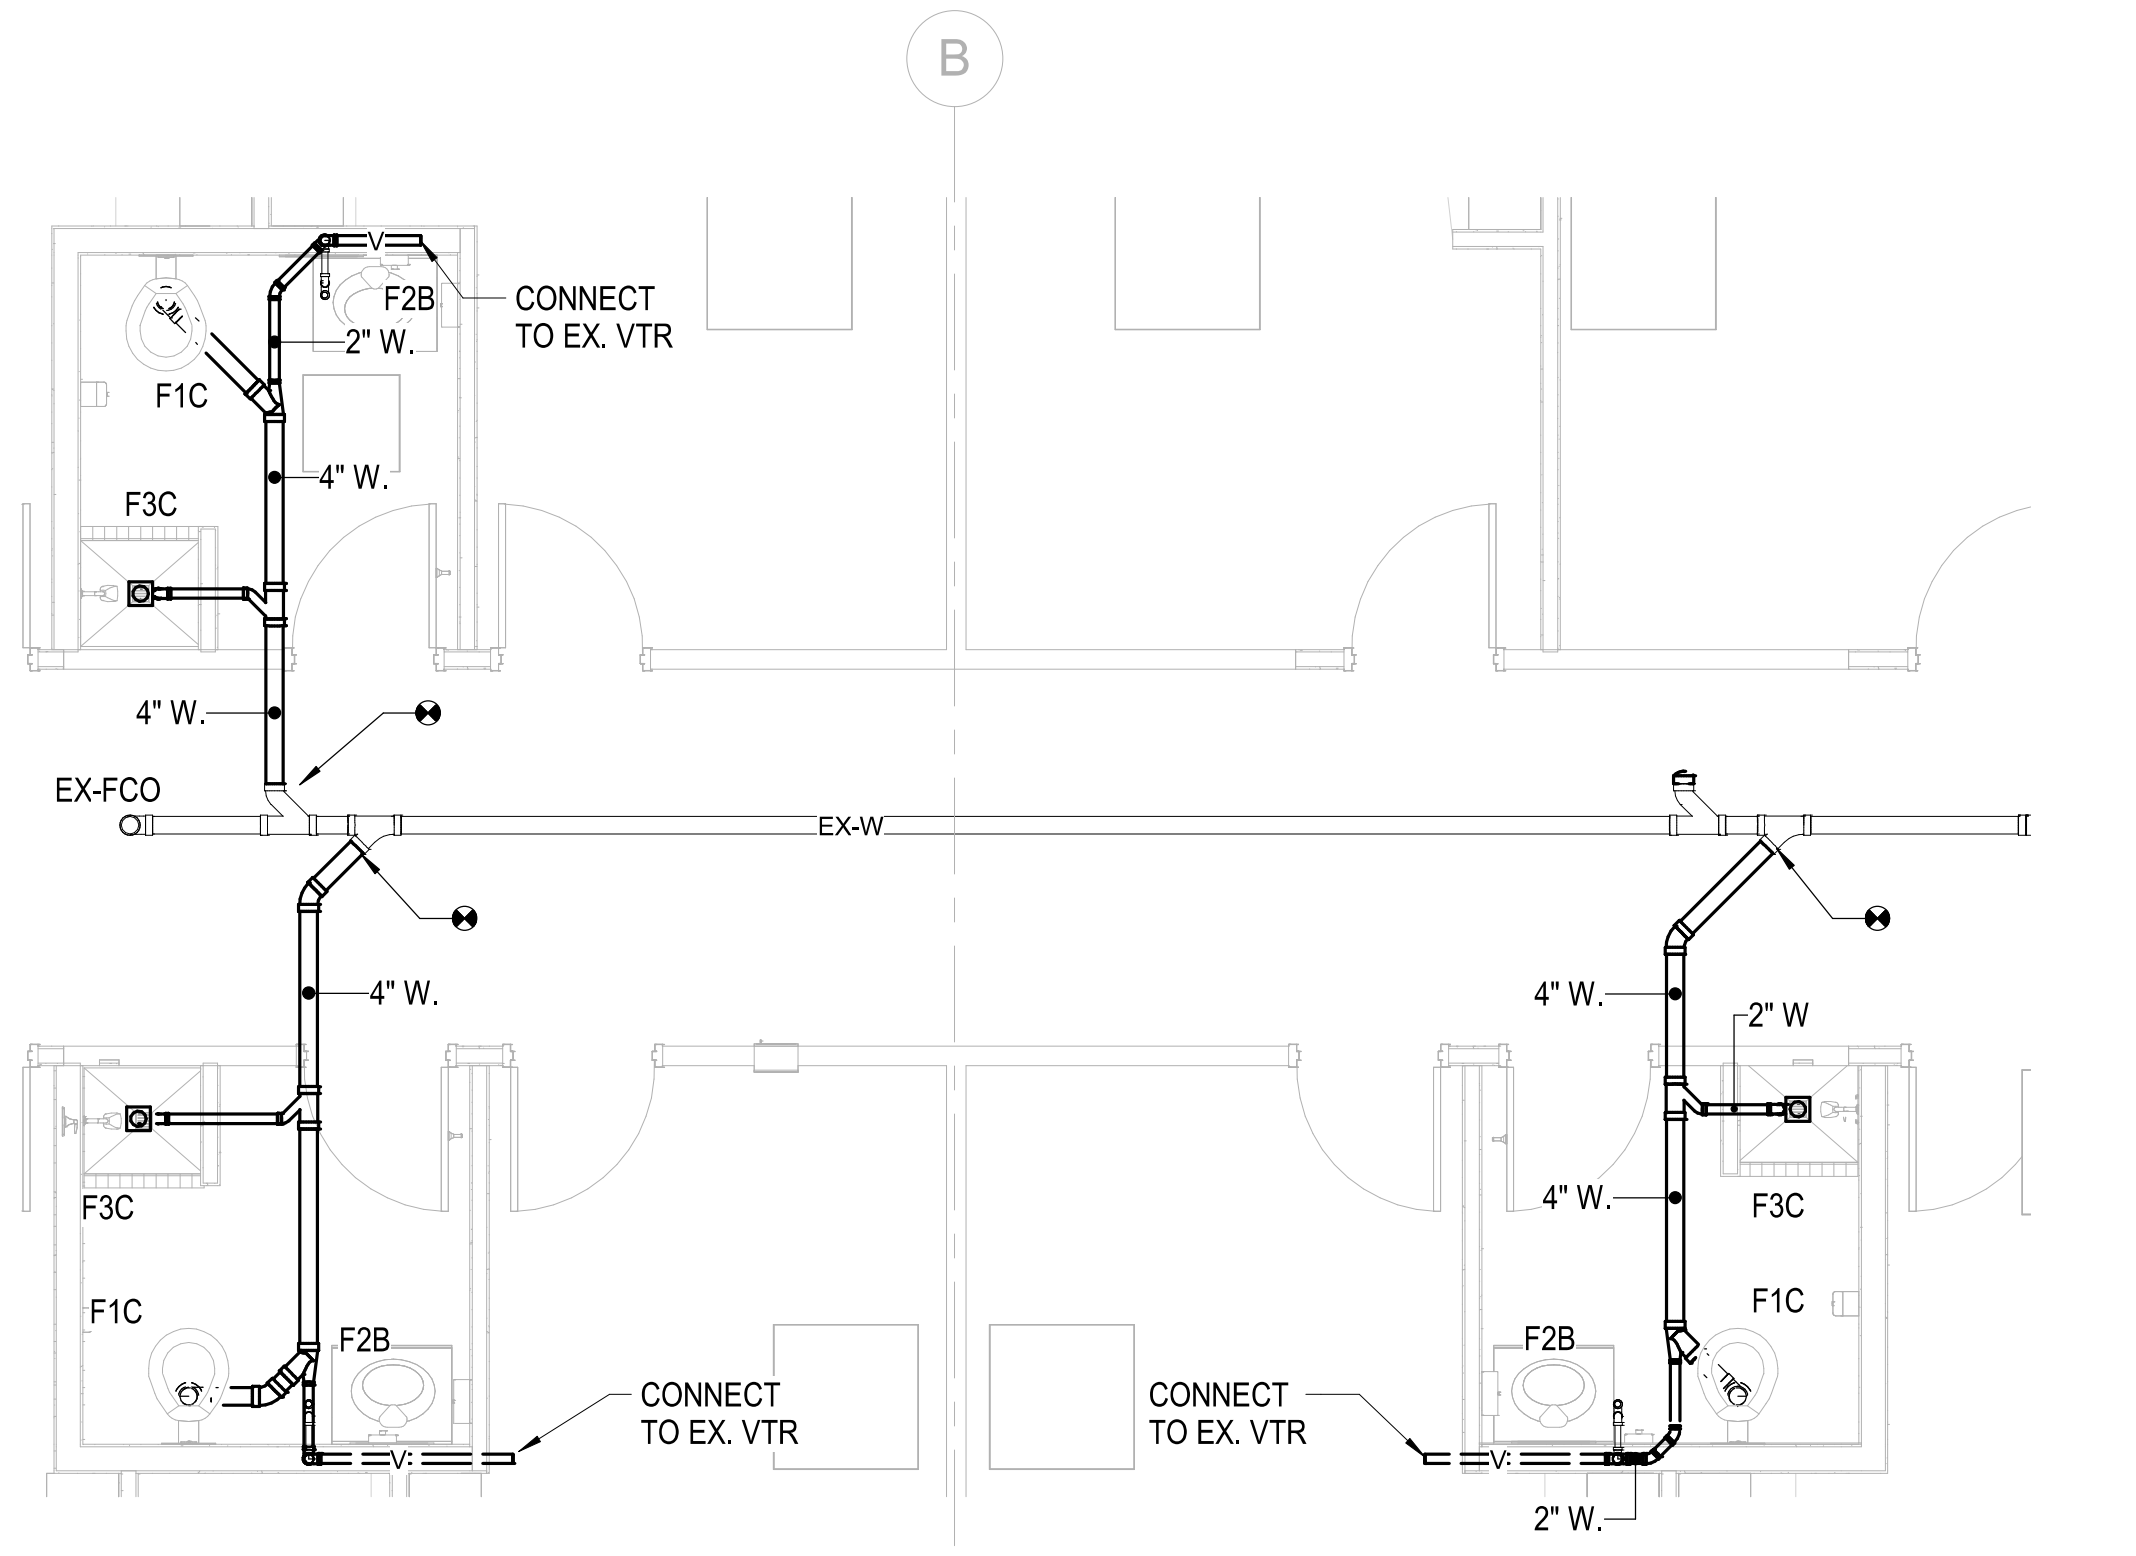 B
V
F2B
CONNECT
TO EX. VTR
2" W.
F1C
4" W.
F3C
4" W.
EX-FCO
EX-W
4" W.
4" W.
2" W
F3C
4" W.
F3C
F1C
F1C
F2B
F2B
CONNECT
TO EX. VTR
CONNECT
TO EX. VTR
V
V
2" W.